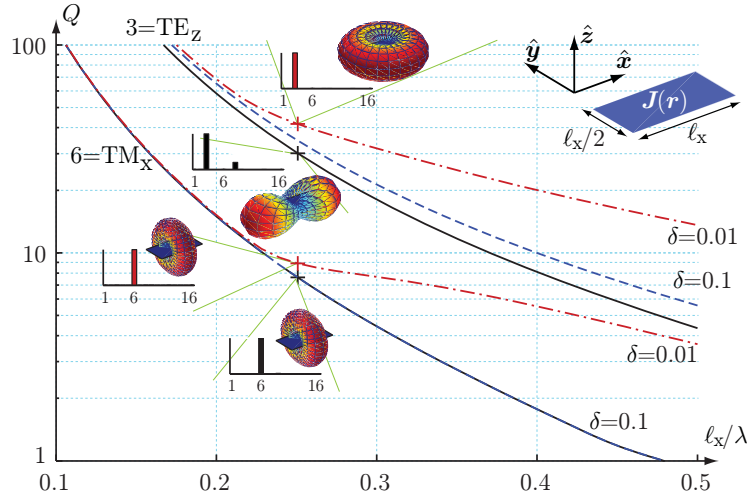 Q
100
10
1
3=TE_z
6=TM_x
1 6 16
1 6 16
1 6 16
1 6 16
ŷ ẑ x̂
J(r)
ℓ_x/2 ℓ_x
δ=0.01
δ=0.1
δ=0.01
δ=0.1
ℓ_x/λ
0.1 0.2 0.3 0.4 0.5